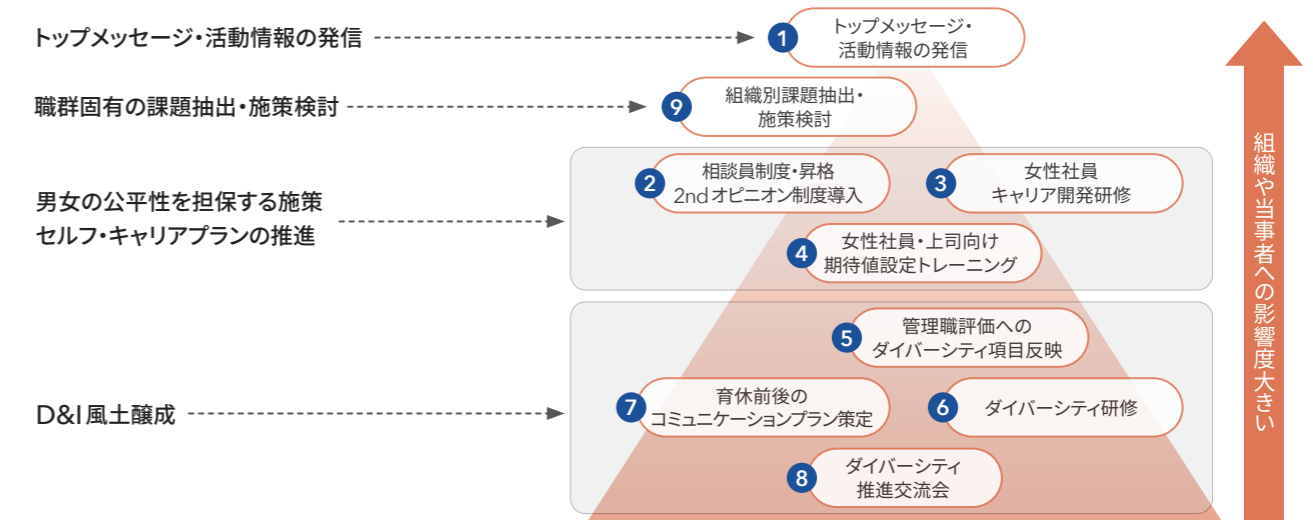 トップメッセージ・活動情報の発信
1
トップメッセージ・
活動情報の発信
職群固有の課題抽出・施策検討
9
組織別課題抽出・
施策検討
男女の公平性を担保する施策
セルフ・キャリアプランの推進
2
相談員制度・昇格
2ndオピニオン制度導入
3
女性社員
キャリア開発研修
4
女性社員・上司向け
期待値設定トレーニング
D&I風土醸成
5
管理職評価への
ダイバーシティ項目反映
7
育休前後の
コミュニケーションプラン策定
6
ダイバーシティ研修
8
ダイバーシティ
推進交流会
組織や当事者への影響度大きい